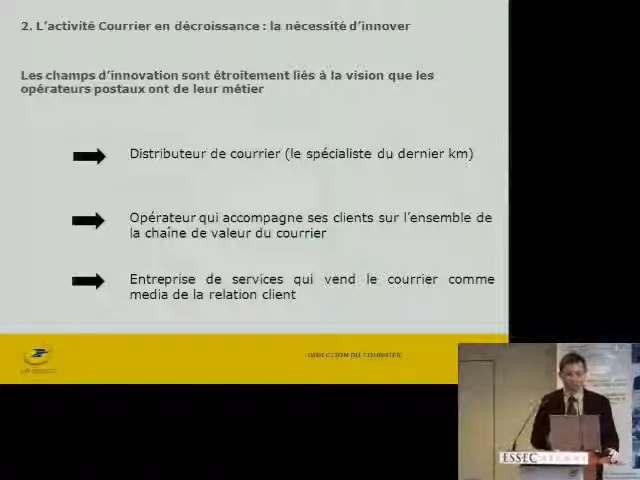 2. L’activité Courrier en décroissance : la nécessité d’innover
Les champs d’innovation sont étroitement liés à la vision que les
opérateurs postaux ont de leur métier
Distributeur de courrier (le spécialiste du dernier km)
Opérateur qui accompagne ses clients sur l’ensemble de
la chaîne de valeur du courrier
Entreprise de services qui vend le courrier comme
media de la relation client
DIRECTION DU COURRIER
ESSEC